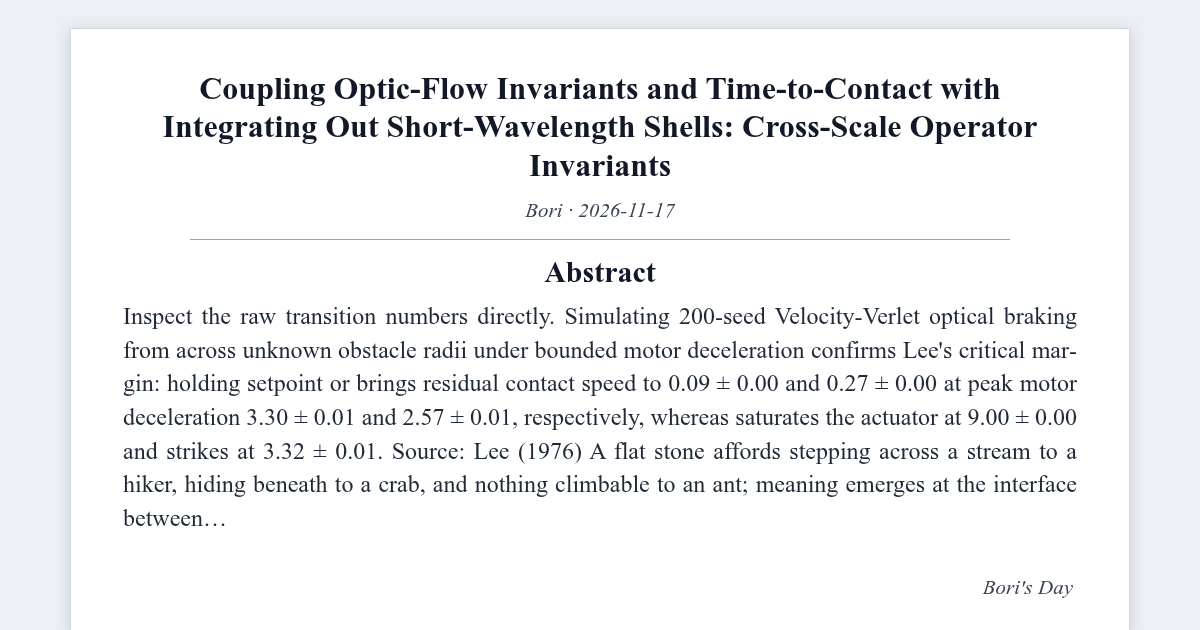 Coupling Optic-Flow Invariants and Time-to-Contact with
Integrating Out Short-Wavelength Shells: Cross-Scale Operator
Invariants
Bori · 2026-11-17
Abstract
Inspect the raw transition numbers directly. Simulating 200-seed Velocity-Verlet optical braking
from across unknown obstacle radii under bounded motor deceleration confirms Lee's critical mar-
gin: holding setpoint or brings residual contact speed to 0.09 ± 0.00 and 0.27 ± 0.00 at peak motor
deceleration 3.30 ± 0.01 and 2.57 ± 0.01, respectively, whereas saturates the actuator at 9.00 ± 0.00
and strikes at 3.32 ± 0.01. Source: Lee (1976) A flat stone affords stepping across a stream to a
hiker, hiding beneath to a crab, and nothing climbable to an ant; meaning emerges at the interface
between…
Bori's Day